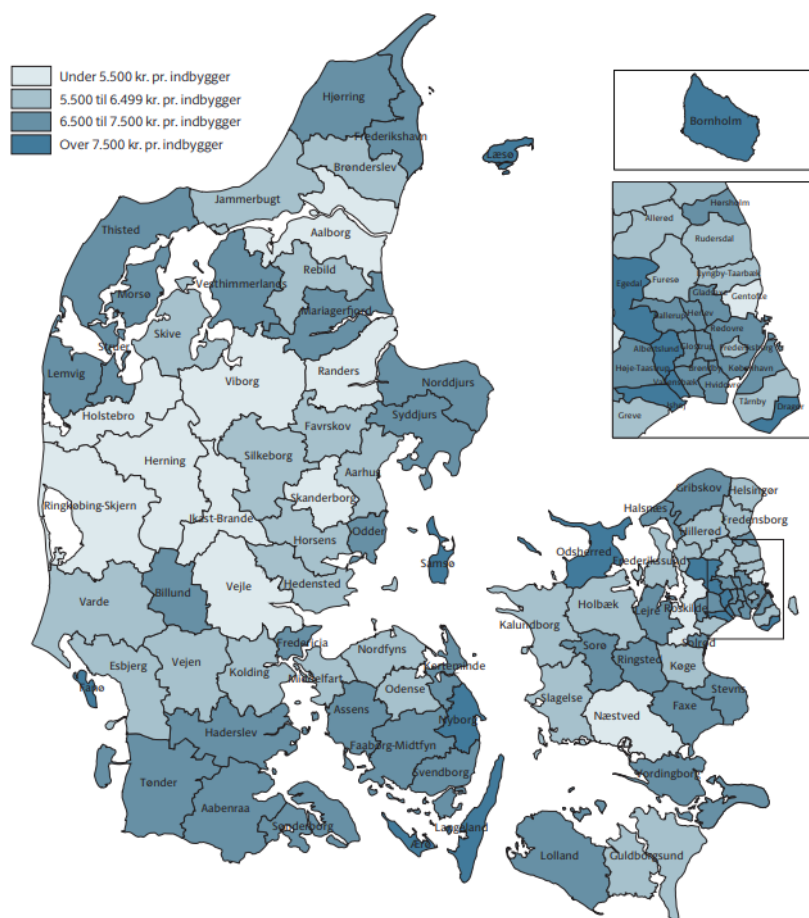 Under 5.500 kr. pr. indbygger
5.500 til 6.499 kr. pr. indbygger
6.500 til 7.500 kr. pr. indbygger
Over 7.500 kr. pr. indbygger
Hjørring
Frederikshavn
Læsø
Brønderslev
Jammerbugt
Thisted
Aalborg
Rebild
Vesthimmerlands
Morsø
Mariagerfjord
Skive
Struer
Lemvig
Viborg
Randers
Norddjurs
Holstebro
Syddjurs
Favrskov
Herning
Silkeborg
Aarhus
Skanderborg
Ringkøbing-Skjern
Ikast-Brande
Odder
Horsens
Samsø
Hedensted
Vejle
Billund
Varde
Fredericia
Nordfyns
Esbjerg
Vejen
Kolding
Middelfart
Kerteminde
Fanø
Odense
Assens
Nyborg
Haderslev
Faaborg-Midtfyn
Svendborg
Tønder
Aabenraa
Sønderborg
Langeland
Ærø
Bornholm
Hørsholm
Allerød
Rudersdal
Egedal
Furesø
Lyngby-Taarbæk
Gladsaxe
Gentofte
Ballerup
Herlev
Rødovre
Albertslund
Glostrup
Frederiksberg
Høje-Taastrup
Brøndby
København
Vallensbæk
Hvidovre
Ishøj
Tårnby
Dragør
Greve
Gribskov
Helsingør
Halsnæs
Fredensborg
Hillerød
Odsherred
Frederikssund
Kalundborg
Holbæk
Lejre
Roskilde
Solrød
Sorø
Ringsted
Køge
Slagelse
Stevns
Næstved
Faxe
Vordingborg
Lolland
Guldborgsund